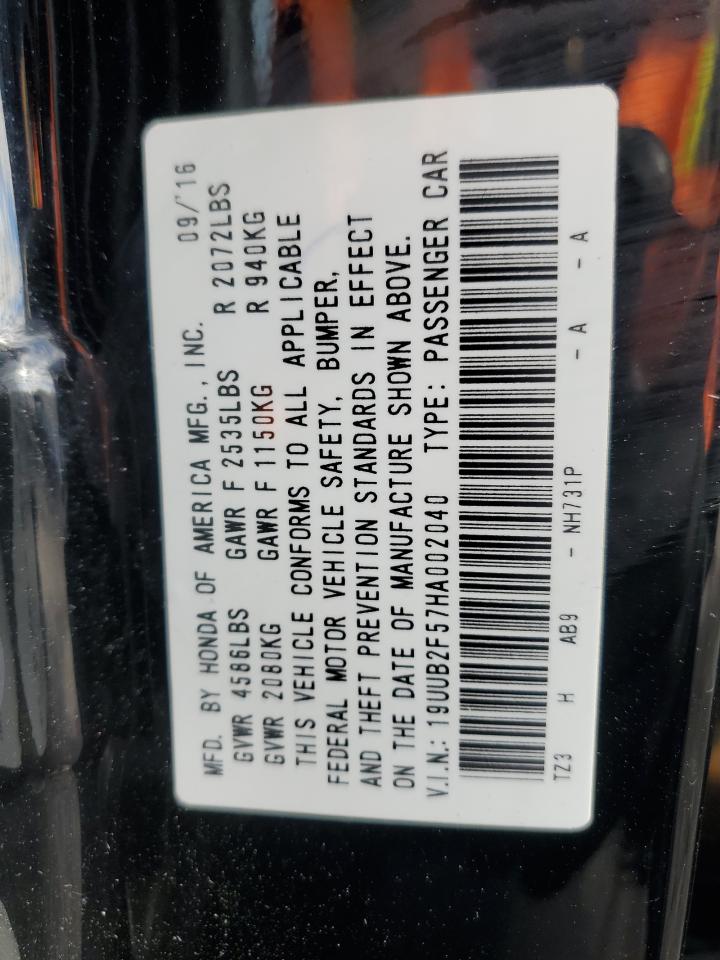 MFD. BY HONDA OF AMERICA MFG., INC. 09/'16
GVWR 4586LBS GAWR F 2535LBS R 2072LBS
GVWR 2080KG GAWR F 1150KG R 940KG
THIS VEHICLE CONFORMS TO ALL APPLICABLE
FEDERAL MOTOR VEHICLE SAFETY, BUMPER,
AND THEFT PREVENTION STANDARDS IN EFFECT
ON THE DATE OF MANUFACTURE SHOWN ABOVE.
V.I.N.: 19UUB2F57HA002040 TYPE: PASSENGER CAR
TZ3 H AB9 - NH731P - A - A